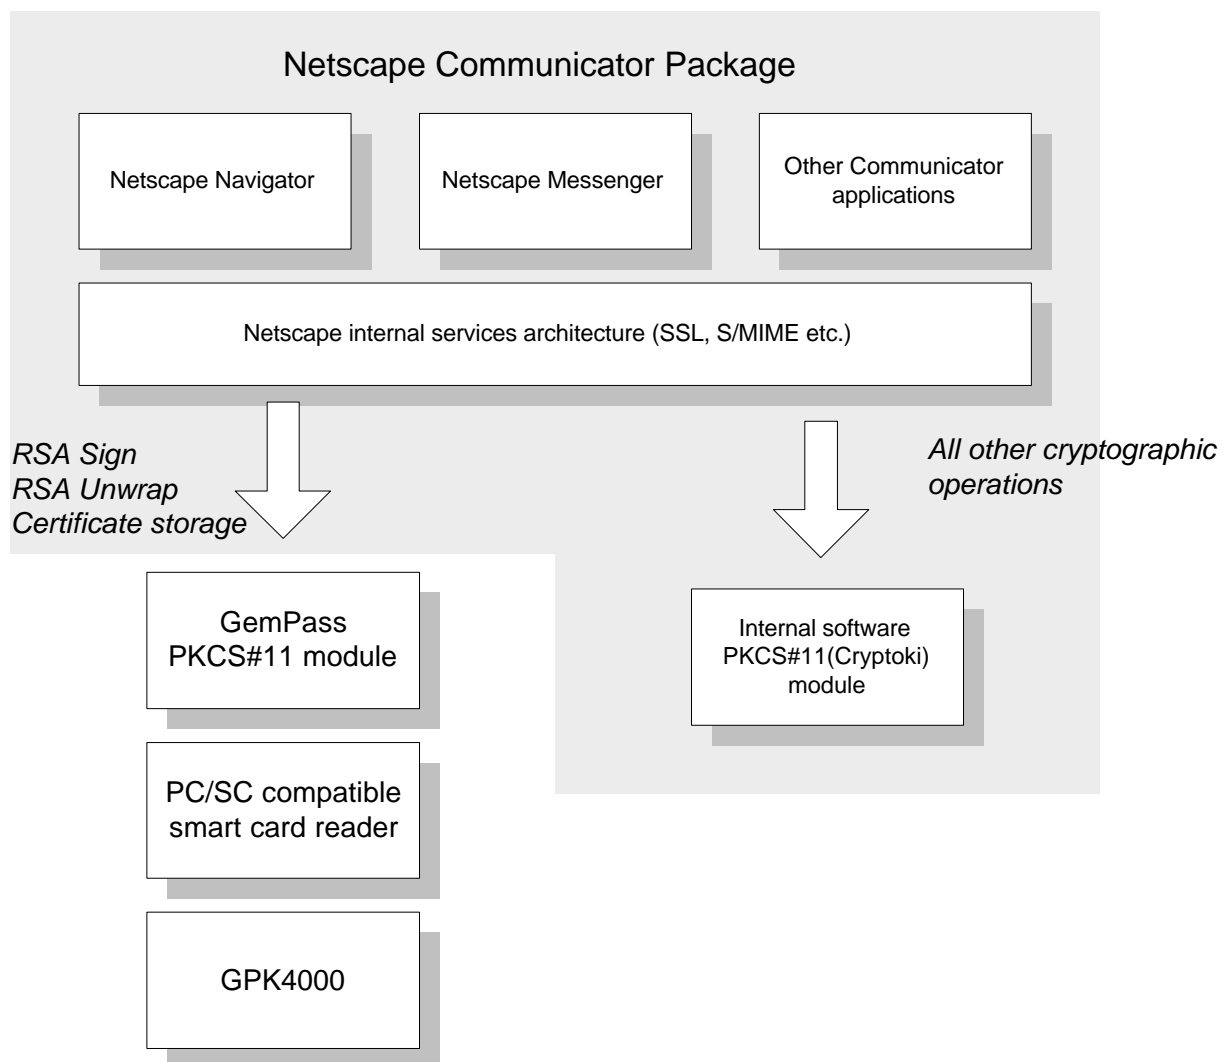 Netscape Communicator Package
Netscape Navigator
Netscape Messenger
Other Communicator
applications
Netscape internal services architecture (SSL, S/MIME etc.)
RSA Sign
RSA Unwrap
Certificate storage
All other cryptographic
operations
GemPass
PKCS#11 module
Internal software
PKCS#11(Cryptoki)
module
PC/SC compatible
smart card reader
GPK4000